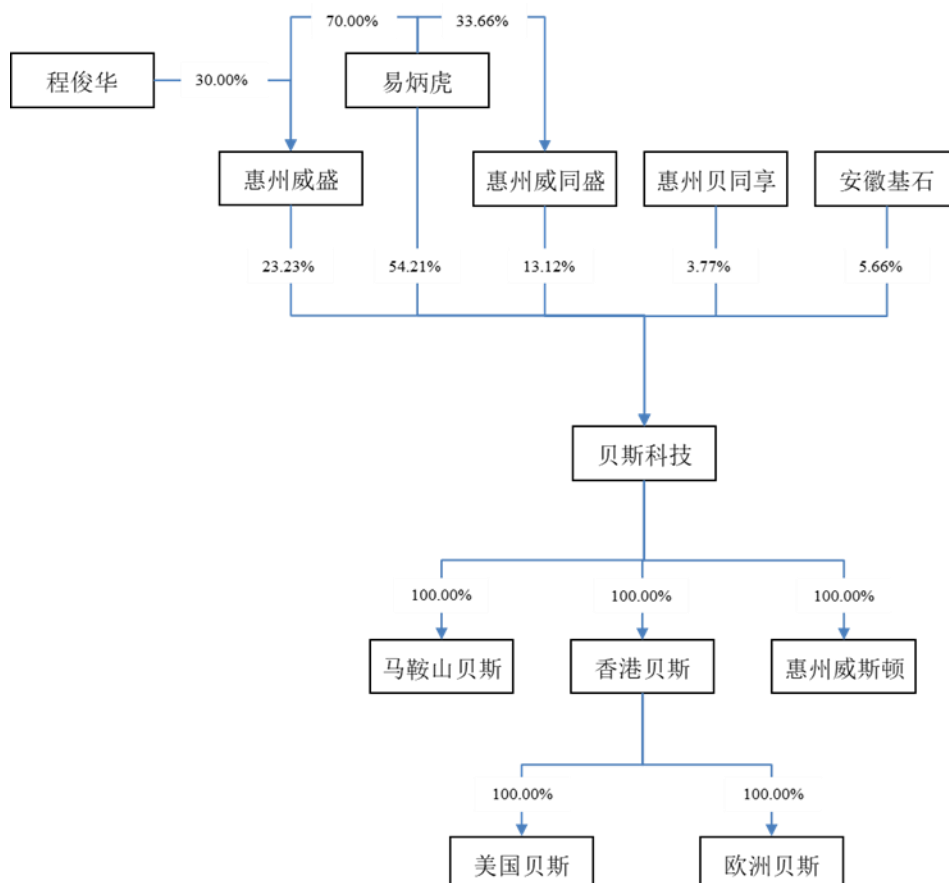 70.00%
33.66%
程俊华
30.00%
易炳虎
惠州威盛
惠州威同盛
惠州贝同享
安徽基石
23.23%
54.21%
13.12%
3.77%
5.66%
贝斯科技
100.00%
100.00%
100.00%
马鞍山贝斯
香港贝斯
惠州威斯顿
100.00%
100.00%
美国贝斯
欧洲贝斯